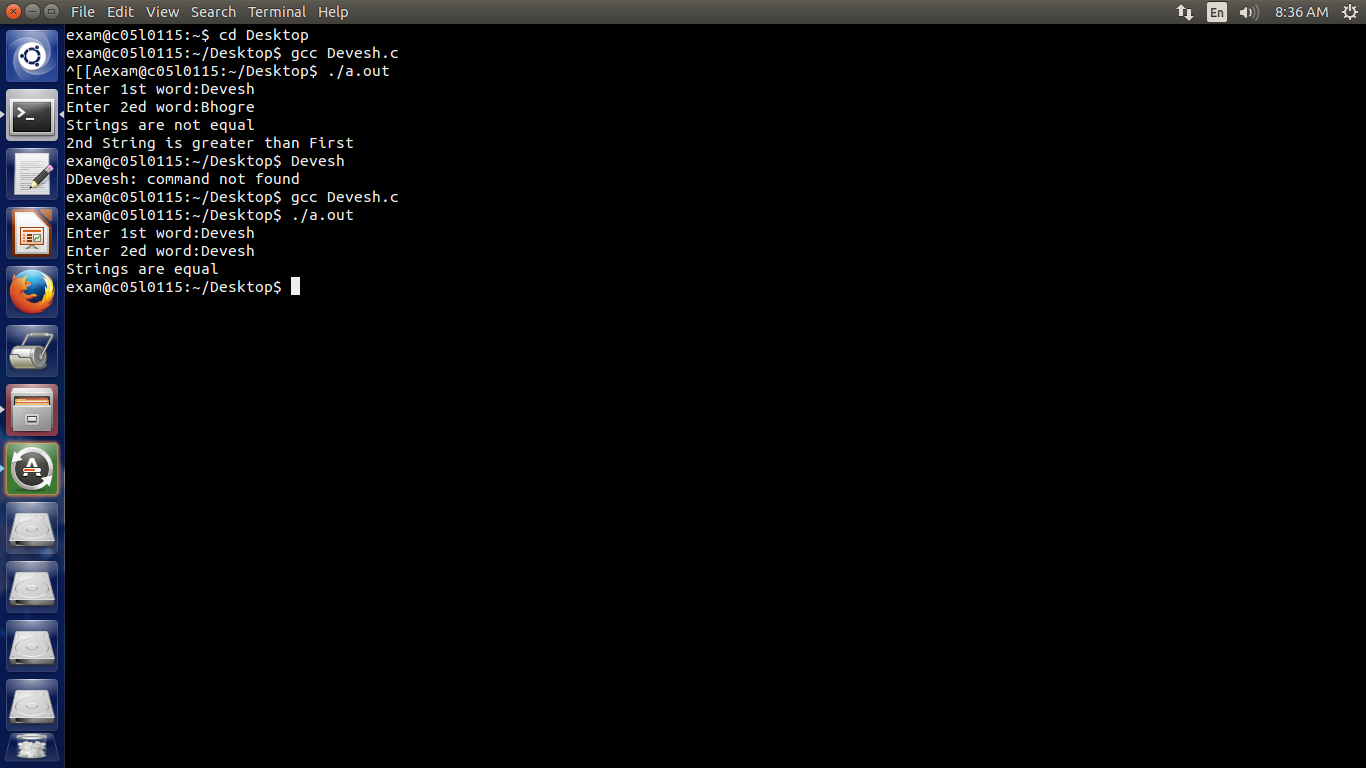 File Edit View Search Terminal Help
En
8:36 AM
exam@c05l0115:~$ cd Desktop
exam@c05l0115:~/Desktop$ gcc Devesh.c
^[[Aexam@c05l0115:~/Desktop$ ./a.out
Enter 1st word:Devesh
Enter 2ed word:Bhogre
Strings are not equal
2nd String is greater than First
exam@c05l0115:~/Desktop$ Devesh
DDevesh: command not found
exam@c05l0115:~/Desktop$ gcc Devesh.c
exam@c05l0115:~/Desktop$ ./a.out
Enter 1st word:Devesh
Enter 2ed word:Devesh
Strings are equal
exam@c05l0115:~/Desktop$